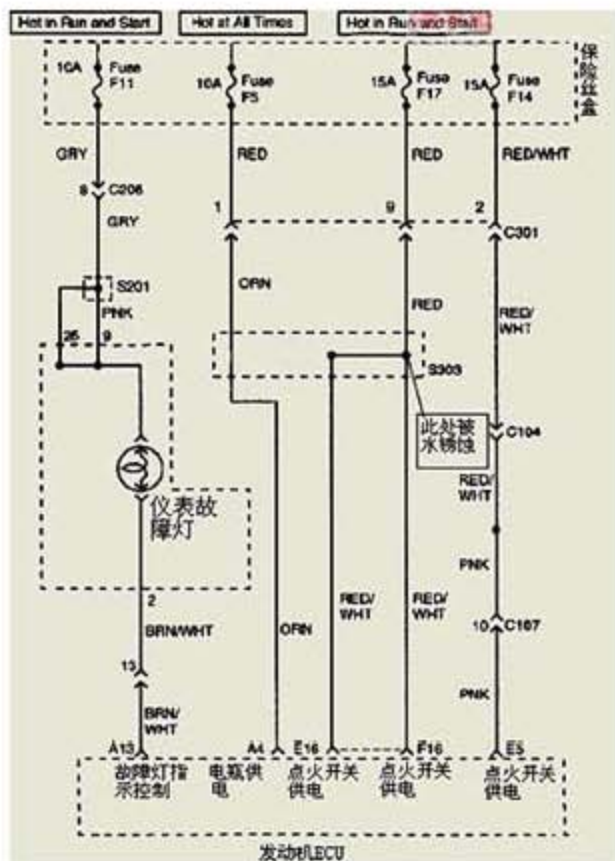 Hot in Run and Start
Hot at All Times
Hot in Run and Start
10A
Fuse
F11
10A
Fuse
F5
15A
Fuse
F17
15A
Fuse
F14
保险丝盒
GRY
RED
RED
RED/WHT
8
C206
GRY
1
9
2
C301
S201
PNK
ORN
RED
RED/
WHT
26
9
S303
此处被
水锈蚀
C104
仪表故
障灯
RED/
WHT
2
BRN/WHT
ORN
RED/
WHT
RED/
WHT
PNK
10
C107
13
BRN/
WHT
PNK
A13
A4
E16
F16
E5
故障灯指
示控制
电瓶供
电
点火开关
供电
点火开关
供电
点火开关
供电
发动机ECU